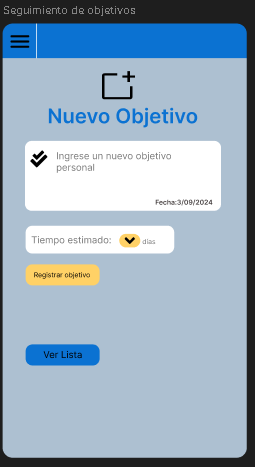 Seguimiento de objetivos
Nuevo Objetivo
Ingrese un nuevo objetivo
personal
Fecha:3/09/2024
Tiempo estimado: días
Registrar objetivo
Ver Lista